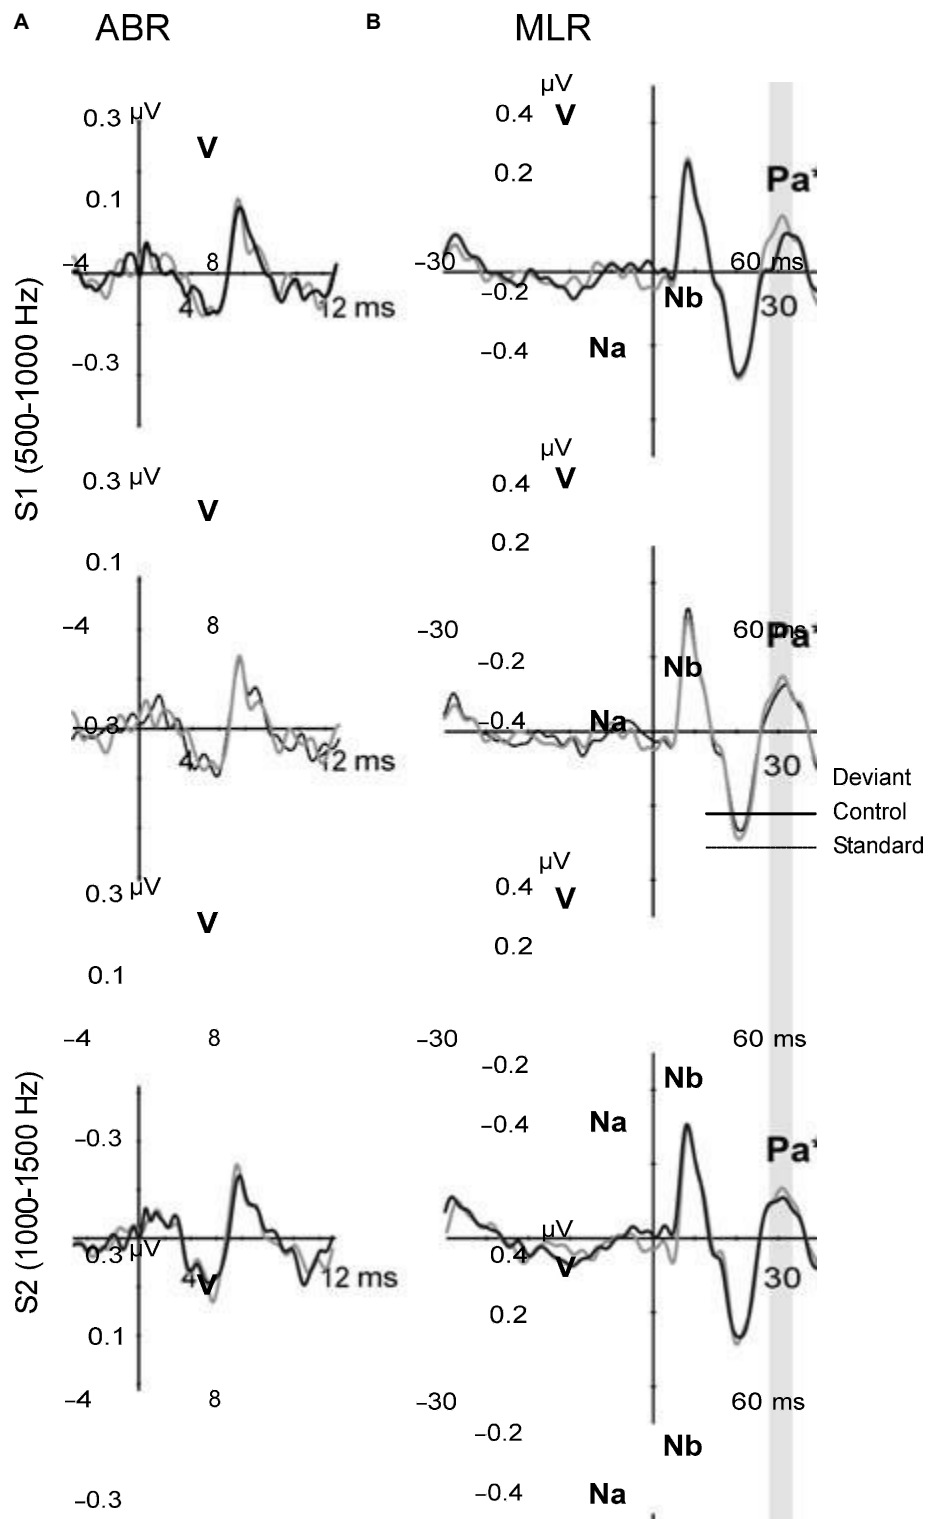 A ABR B MLR
µV
0.3 µV 0.4 V
V
0.2
0.1 Pa*
-4 8 -30 60 ms
-0.2 Nb
4 12 ms 30
-0.3 -0.4 Na
S1 (500-1000 Hz)
µV
0.3 µV 0.4 V
V
0.2
0.1
-4 8 -30 60 ms Pa*
-0.2 Nb
-0.3 -0.4 Na
4 12 ms 30
Deviant
Control
Standard
µV
0.3 µV 0.4 V
V
0.2
0.1
-4 8 -30 60 ms
-0.2 Nb
-0.3 -0.4 Na
Pa*
S2 (1000-1500 Hz)
µV
0.3 µV 0.4 V
4 V 12 ms 30
0.2
0.1
-4 8 -30 60 ms
-0.2 Nb
-0.3 -0.4 Na